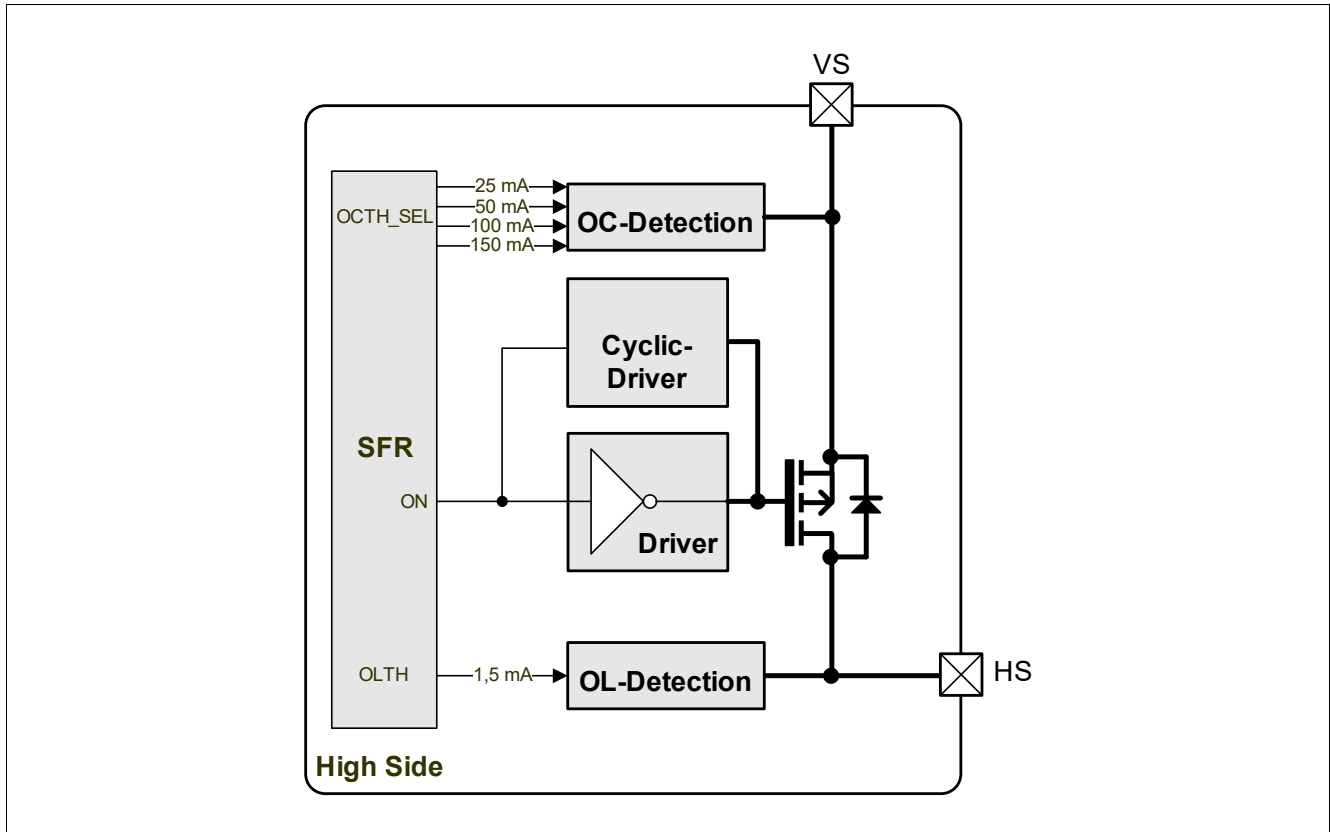 VS
25 mA
OCTH_SEL
50 mA
OC-Detection
100 mA
150 mA
Cyclic-
Driver
SFR
ON
Driver
OLTH
1,5 mA
OL-Detection
HS
High Side